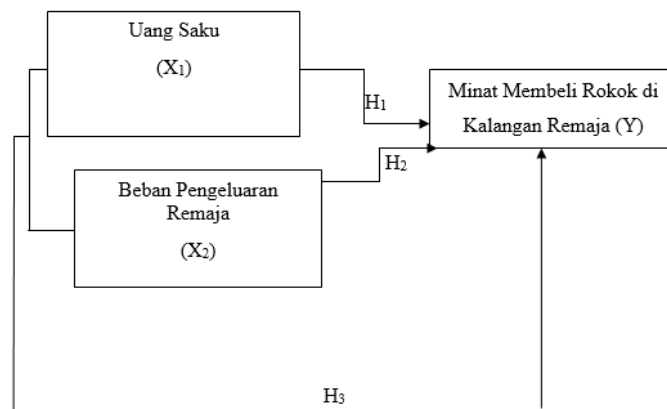 Uang Saku
(X₁)
H₁
Minat Membeli Rokok di
Kalangan Remaja (Y)
H₂
Beban Pengeluaran
Remaja
(X₂)
H₃